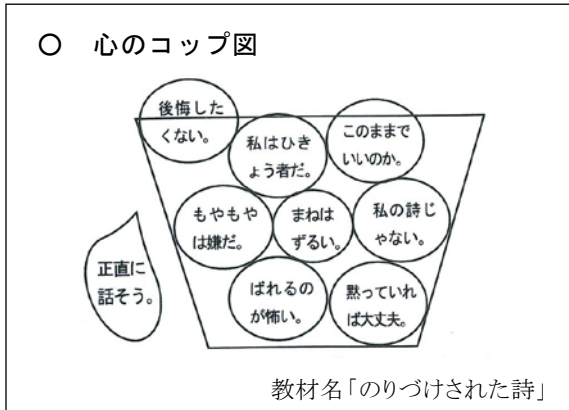 ○ 心のコップ図
後悔した
くない。
私はひき
ょう者だ。
このままで
いいのか。
もやもや
は嫌だ。
まねは
ずるい。
私の詩じ
ゃない。
正直に
話そう。
ばれるの
が怖い。
黙っていれ
ば大丈夫。
教材名「のりづけされた詩」